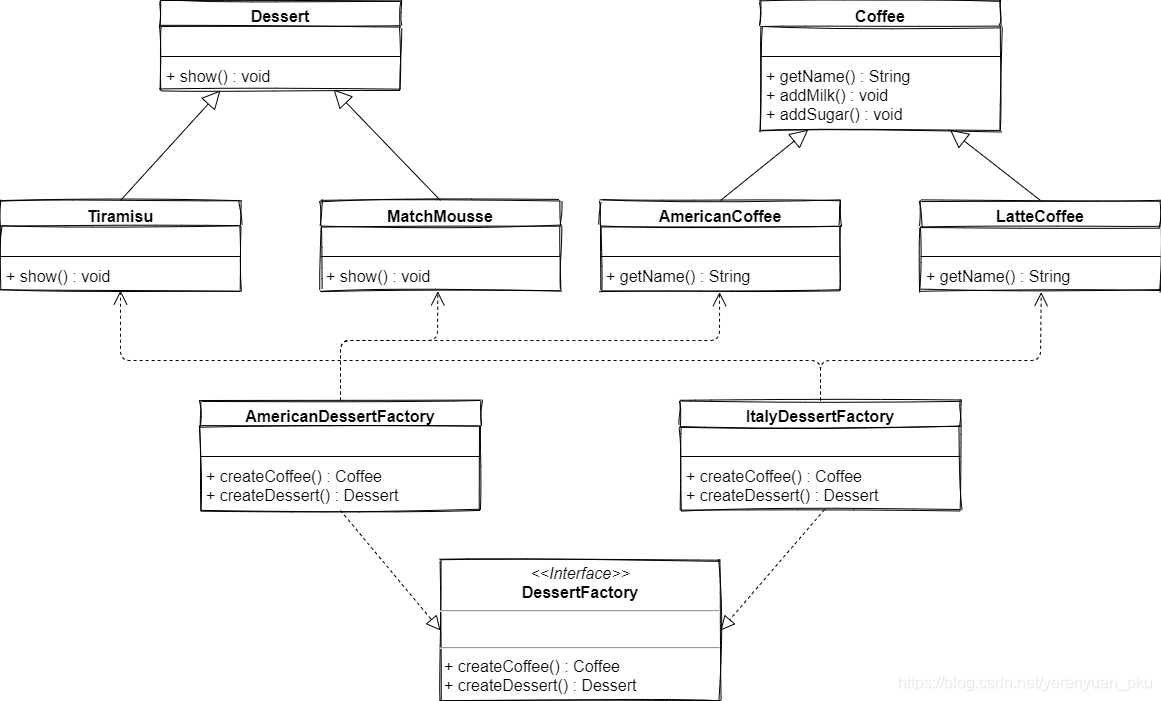 Dessert
+ show() : void
Coffee
+ getName() : String
+ addMilk() : void
+ addSugar() : void
Tiramisu
+ show() : void
MatchMousse
+ show() : void
AmericanCoffee
+ getName() : String
LatteCoffee
+ getName() : String
AmericanDessertFactory
+ createCoffee() : Coffee
+ createDessert() : Dessert
ItalyDessertFactory
+ createCoffee() : Coffee
+ createDessert() : Dessert
<<Interface>>
DessertFactory
+ createCoffee() : Coffee
+ createDessert() : Dessert
https://blog.csdn.net/yerenyuan_pku